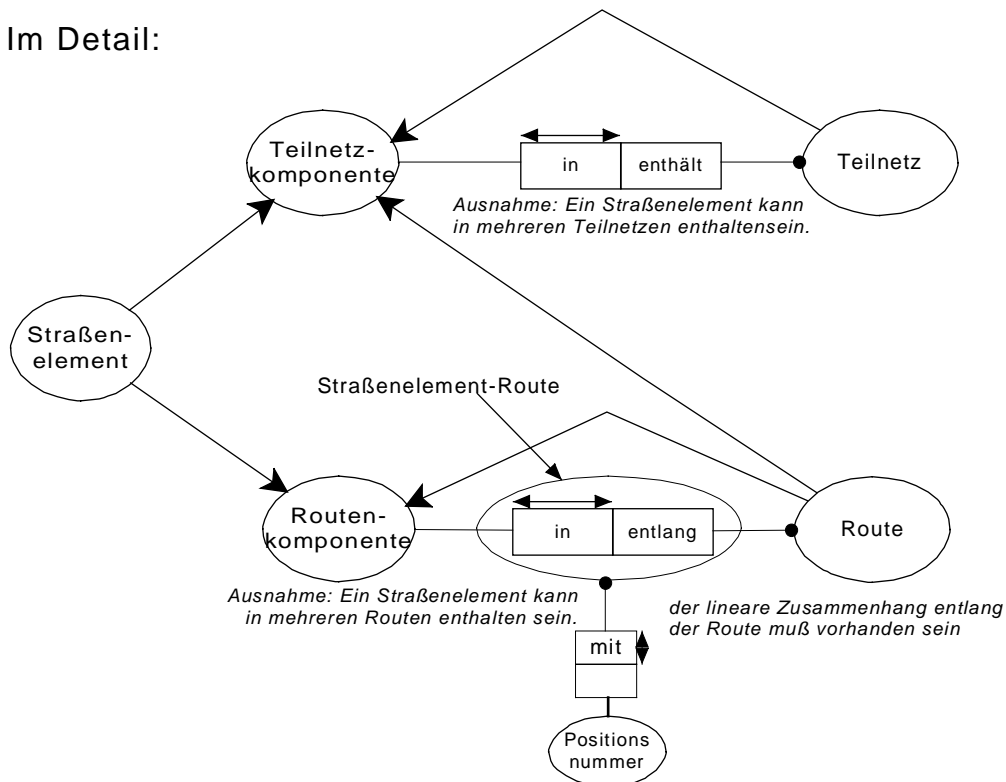 Im Detail:
Teilnetz-
komponente
in
enthält
Teilnetz
Ausnahme: Ein Straßenelement kann
in mehreren Teilnetzen enthaltensein.
Straßen-
element
Straßenelement-Route
Routen-
komponente
in
entlang
Route
Ausnahme: Ein Straßenelement kann
in mehreren Routen enthalten sein.
der lineare Zusammenhang entlang
der Route muß vorhanden sein
mit
Positions
nummer